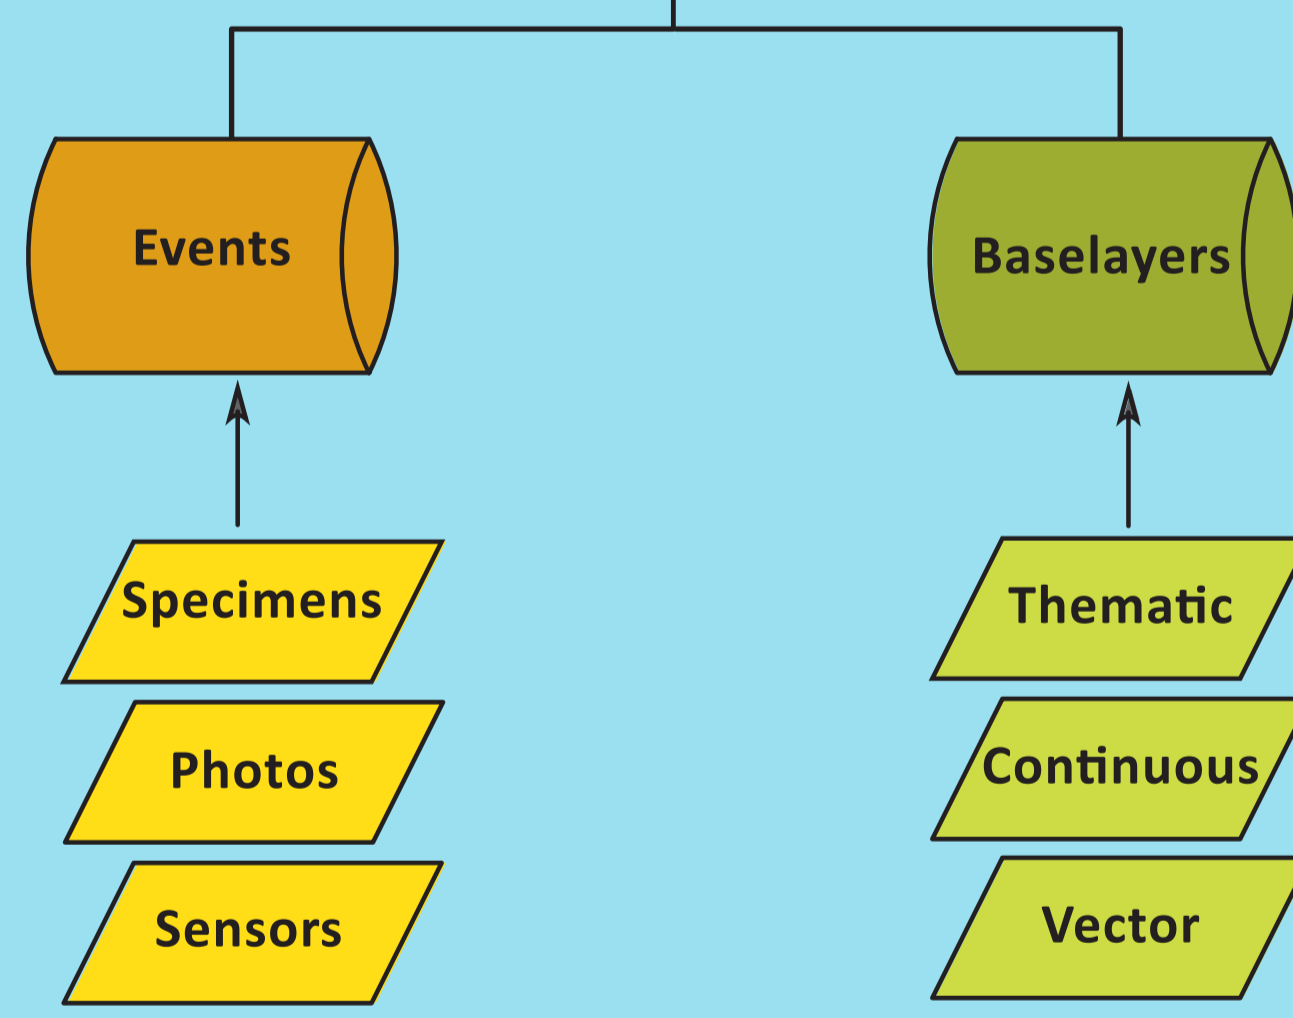 Events
Baselayers
Specimens
Thematic
Photos
Continuous
Sensors
Vector